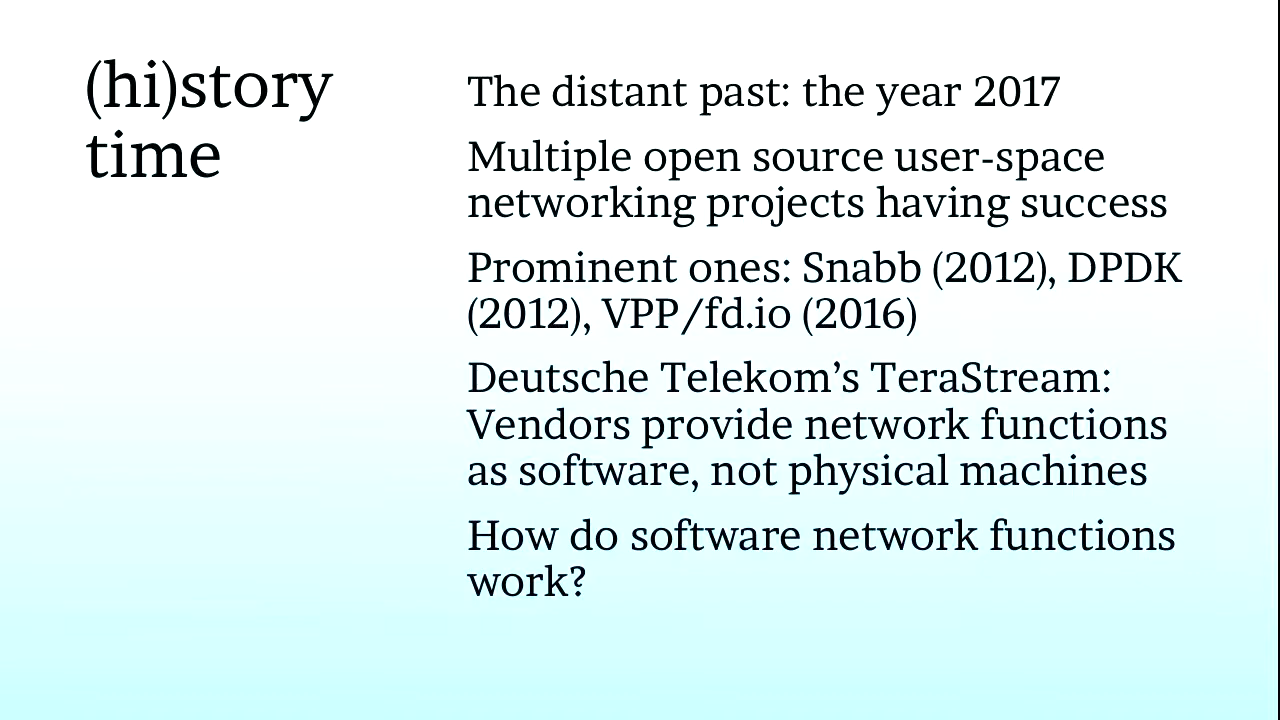 (hi)story
time
The distant past: the year 2017
Multiple open source user-space
networking projects having success
Prominent ones: Snabb (2012), DPDK
(2012), VPP/fd.io (2016)
Deutsche Telekom’s TeraStream:
Vendors provide network functions
as software, not physical machines
How do software network functions
work?